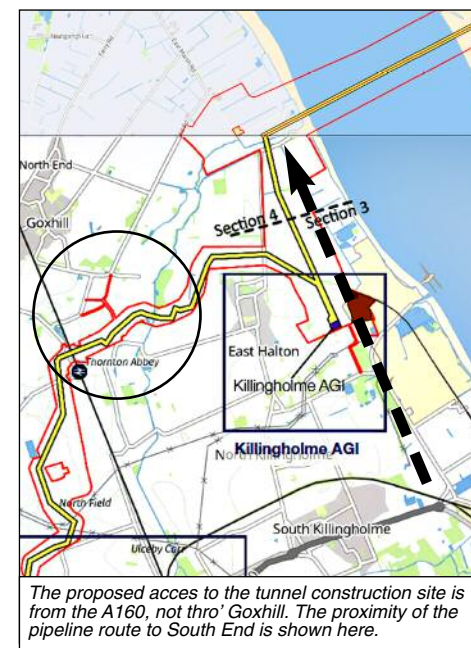 North End
Goxhill
Section 4
Section 3
East Halton
Killingholme AGI
Thornton Abbey
Killingholme AGI
North Killingholme
North Field
South Killingholme
Ulceby Carr
The proposed acces to the tunnel construction site is
from the A160, not thro' Goxhill. The proximity of the
pipeline route to South End is shown here.